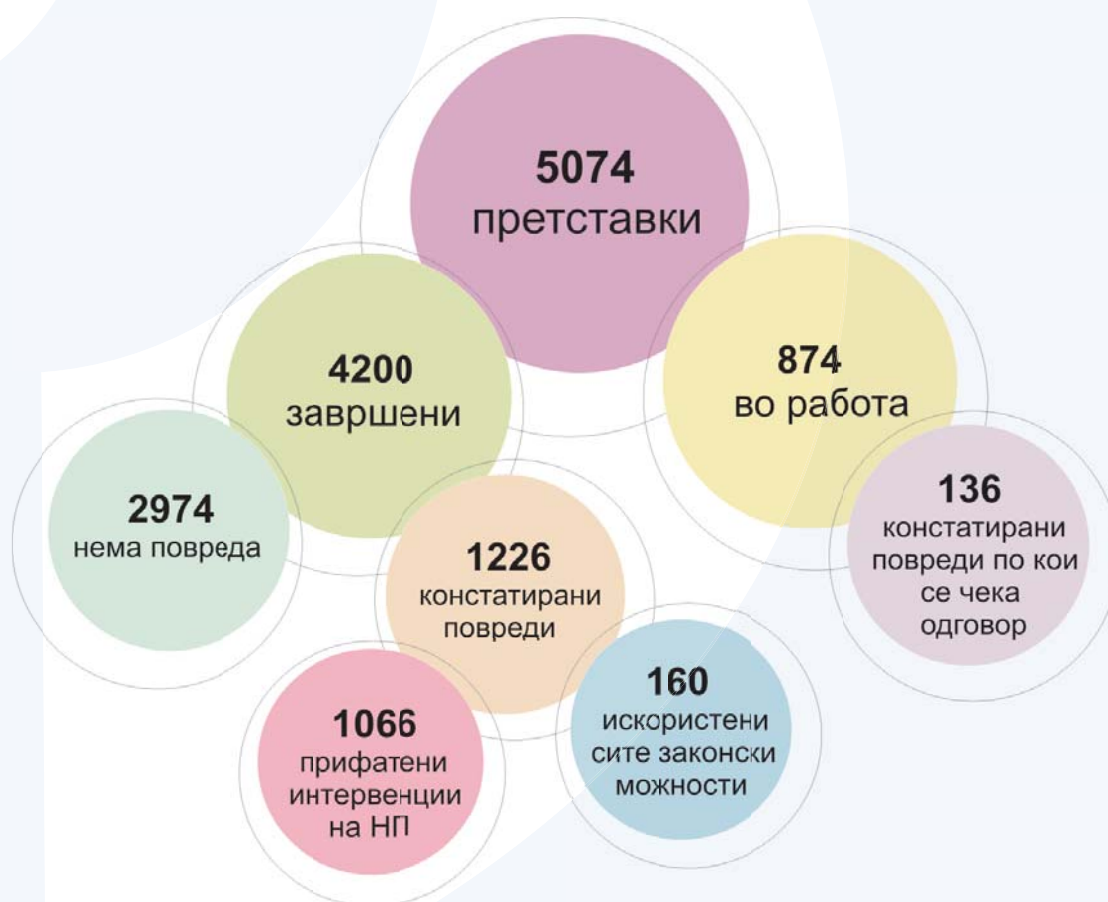 5074
претставки
4200
завршени
874
во работа
2974
нема повреда
1226
констатирани
повреди
136
констатирани
повреди по кои
се чека
одговор
1066
прифатени
интервенции
на НП
160
искористени
сите законски
можности